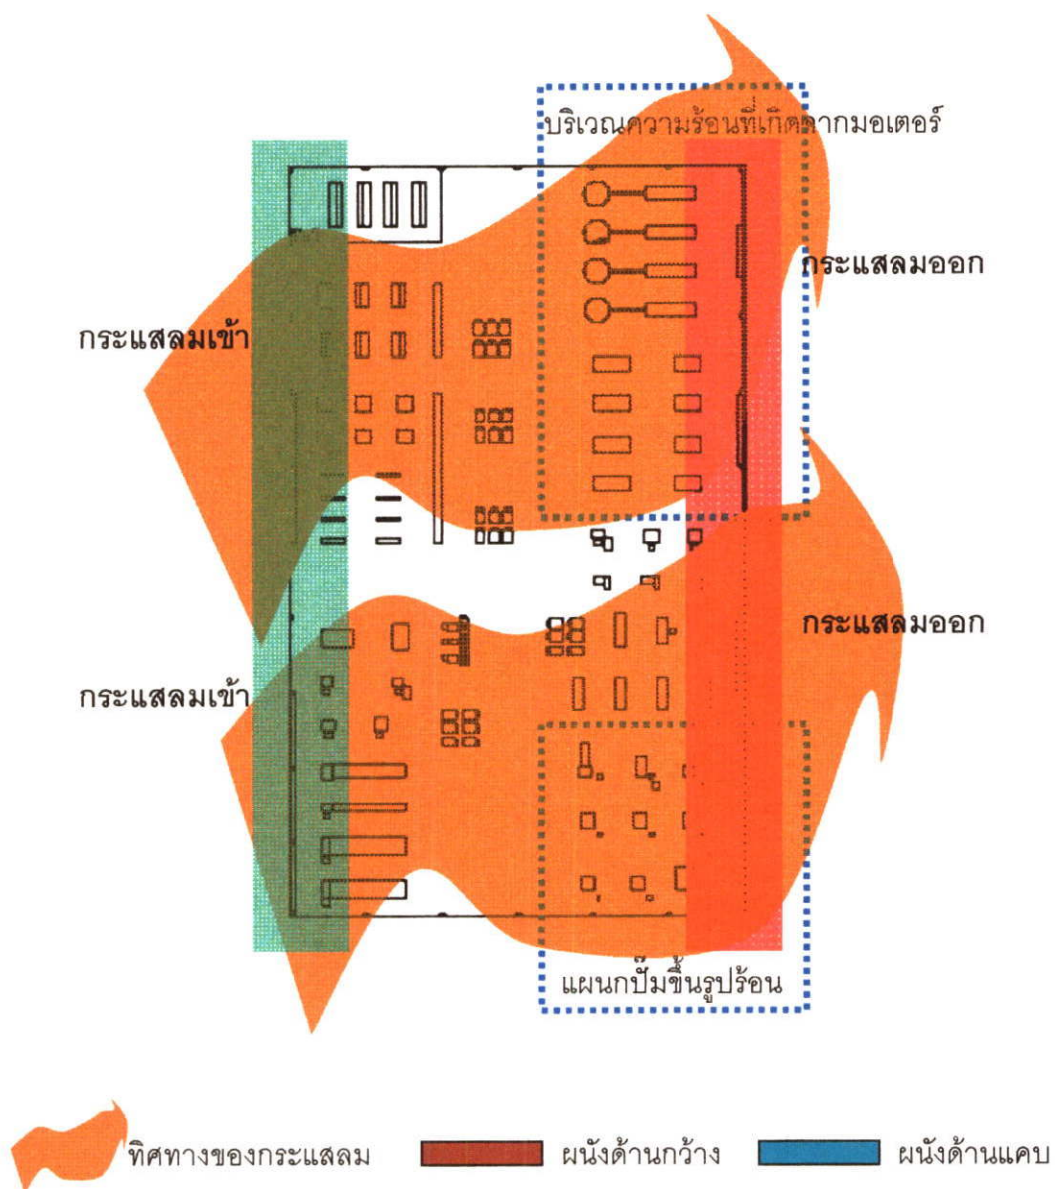 บริเวณความร้อนที่เกิดจากมอเตอร์
กระแสลมออก
กระแสลมเข้า
กระแสลมออก
กระแสลมเข้า
แผนกปั๊มขึ้นรูปร้อน
ทิศทางของกระแสลม ผนังด้านกว้าง ผนังด้านแคบ